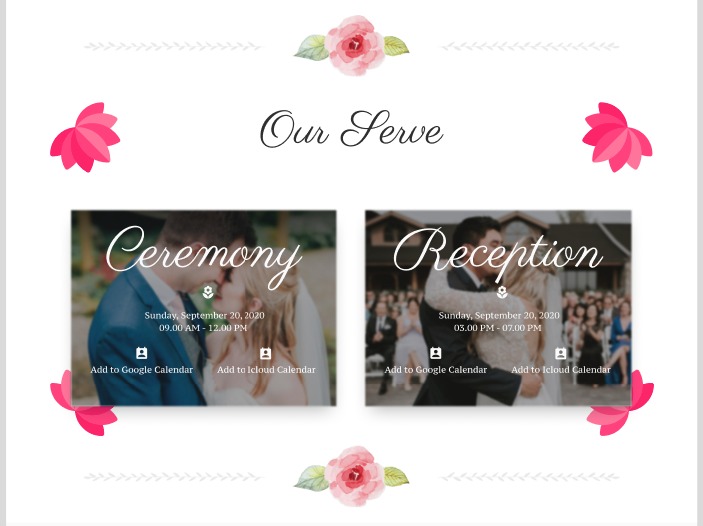 Our Serve
Ceremony
Sunday, September 20, 2020
09.00 AM - 12.00 PM
Add to Google Calendar
Add to Icloud Calendar
Reception
Sunday, September 20, 2020
03.00 PM - 07.00 PM
Add to Google Calendar
Add to Icloud Calendar